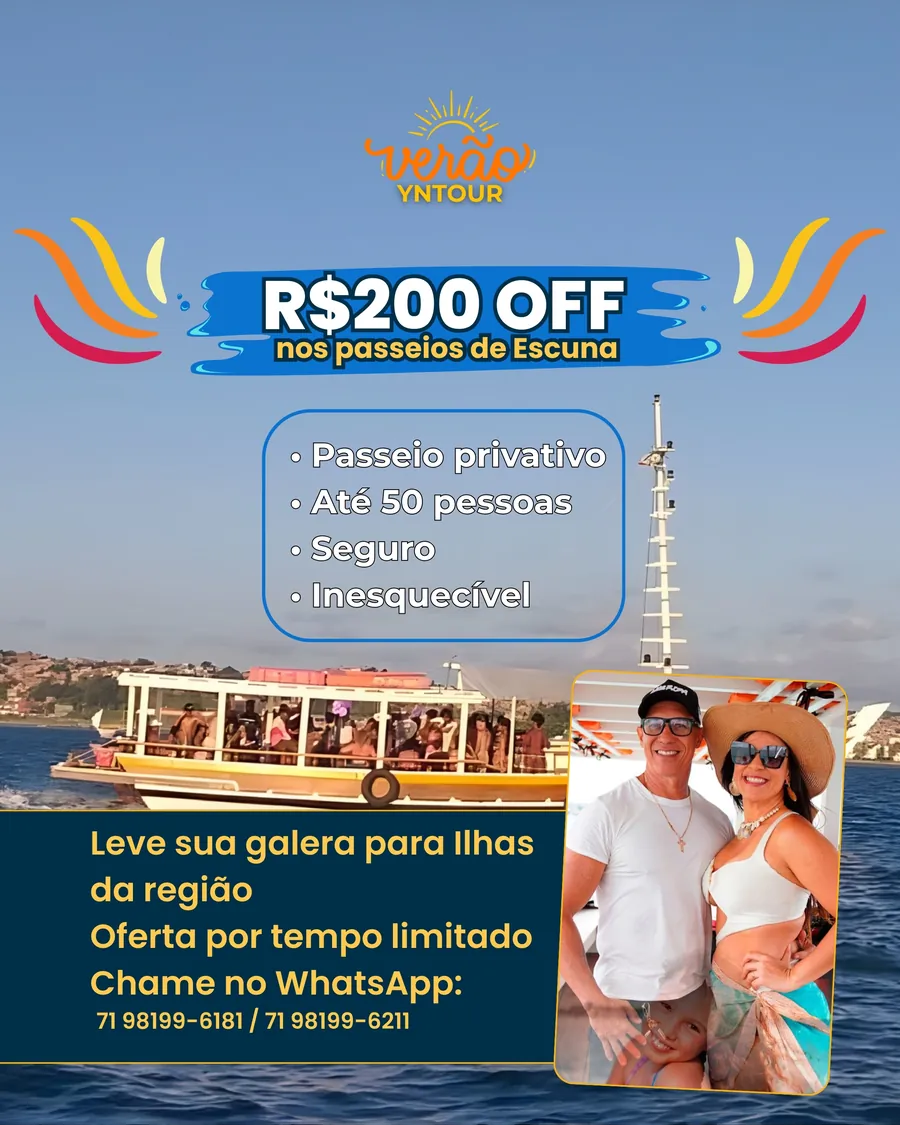 verão
YNTOUR
R$200 OFF
nos passeios de Escuna
• Passeio privativo
• Até 50 pessoas
• Seguro
• Inesquecível
Leve sua galera para Ilhas
da região
Oferta por tempo limitado
Chame no WhatsApp:
71 98199-6181 / 71 98199-6211